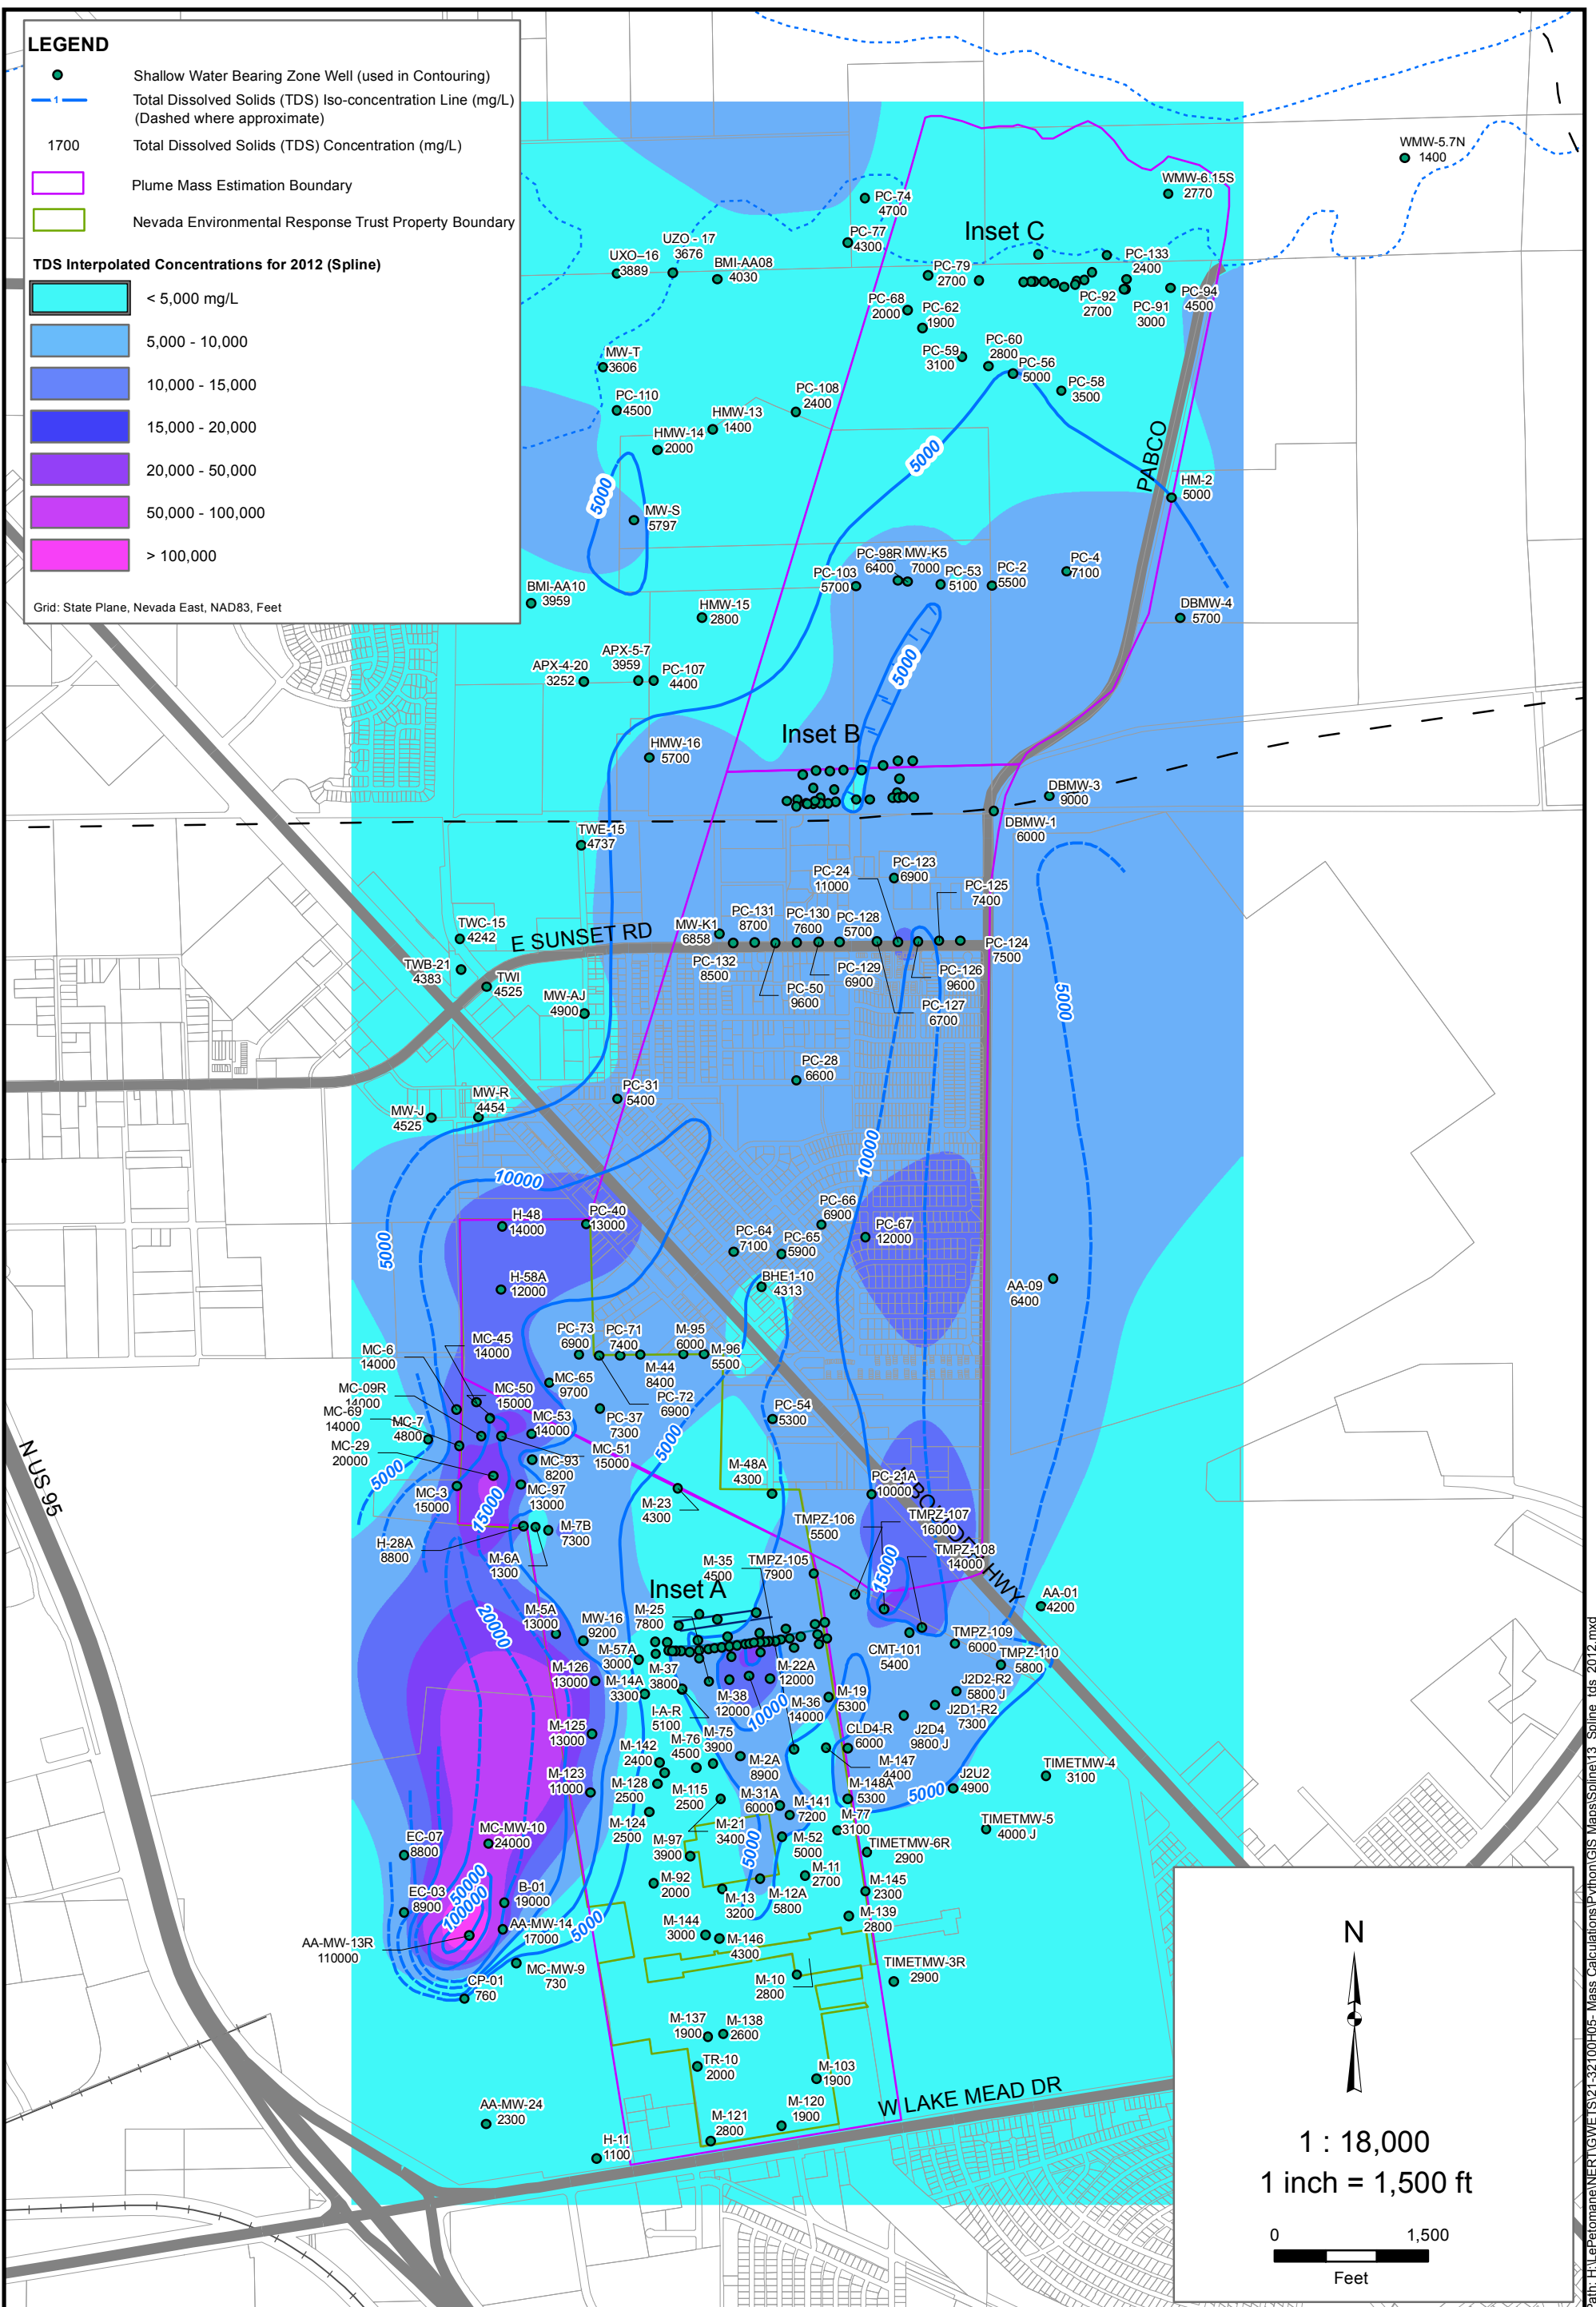 LEGEND
Shallow Water Bearing Zone Well (used in Contouring)
1
Total Dissolved Solids (TDS) Iso-concentration Line (mg/L)
(Dashed where approximate)
1700
Total Dissolved Solids (TDS) Concentration (mg/L)
Plume Mass Estimation Boundary
Nevada Environmental Response Trust Property Boundary
TDS Interpolated Concentrations for 2012 (Spline)
< 5,000 mg/L
5,000 - 10,000
10,000 - 15,000
15,000 - 20,000
20,000 - 50,000
50,000 - 100,000
> 100,000
Grid: State Plane, Nevada East, NAD83, Feet
WMW-5.7N
1400
WMW-6.15S
2770
PC-74
4700
PC-77
4300
Inset C
UZO - 17
3676
UXO–16
3889
BMI-AA08
4030
PC-79
2700
PC-133
2400
PC-92
2700
PC-91
3000
PC-94
4500
PC-68
2000
PC-62
1900
PC-59
3100
PC-60
2800
PC-56
5000
PC-58
3500
MW-T
3606
PC-110
4500
PC-108
2400
HMW-13
1400
HMW-14
2000
5000
5000
PABCO
HM-2
5000
MW-S
5797
PC-98R
6400
MW-K5
7000
PC-103
5700
PC-53
5100
PC-2
5500
PC-4
7100
BMI-AA10
3959
HMW-15
2800
DBMW-4
5700
APX-5-7
3959
APX-4-20
3252
PC-107
4400
5000
Inset B
HMW-16
5700
DBMW-3
9000
DBMW-1
6000
TWE-15
4737
PC-123
6900
PC-24
11000
PC-125
7400
TWC-15
4242
E SUNSET RD
MW-K1
6858
PC-131
8700
PC-130
7600
PC-128
5700
PC-124
7500
TWB-21
4383
TWI
4525
PC-132
8500
PC-50
9600
PC-129
6900
PC-126
9600
PC-127
6700
MW-AJ
4900
5000
PC-28
6600
PC-31
5400
MW-R
4454
MW-J
4525
10000
10000
5000
H-48
14000
PC-40
13000
PC-66
6900
PC-67
12000
PC-64
7100
PC-65
5900
BHE1-10
4313
H-58A
12000
AA-09
6400
MC-45
14000
MC-6
14000
PC-73
6900
PC-71
7400
M-95
6000
M-96
5500
M-44
8400
PC-72
6900
MC-65
9700
PC-37
7300
MC-50
15000
MC-09R
14000
MC-69
14000
MC-7
4800
MC-53
14000
MC-51
15000
MC-29
20000
MC-93
8200
MC-97
13000
MC-3
15000
5000
15000
5000
PC-54
5300
M-48A
4300
M-23
4300
PC-21A
10000
TMPZ-107
16000
TMPZ-106
5500
TMPZ-108
14000
15000
HWY
N US 95
H-28A
8800
M-7B
7300
M-6A
1300
M-35
4500
TMPZ-105
7900
Inset A
M-25
7800
AA-01
4200
M-5A
13000
MW-16
9200
M-57A
3000
20000
CMT-101
5400
TMPZ-109
6000
TMPZ-110
5800
M-126
13000
M-14A
3300
M-37
3800
M-38
12000
M-22A
12000
M-36
14000
M-19
5300
10000
J2D2-R2
5800 J
J2D1-R2
7300
J2D4
9800 J
I-A-R
5100
M-125
13000
M-76
4500
M-75
3900
M-2A
8900
CLD4-R
6000
M-147
4400
M-142
2400
M-123
11000
M-128
2500
M-115
2500
M-31A
6000
M-141
7200
M-148A
5300
5000
J2U2
4900
TIMETMW-4
3100
TIMETMW-5
4000 J
M-124
2500
M-21
3400
M-77
3100
M-52
5000
TIMETMW-6R
2900
EC-07
8800
MC-MW-10
24000
M-97
3900
5000
M-92
2000
M-11
2700
M-145
2300
M-13
3200
M-12A
5800
M-139
2800
EC-03
8900
50000
100000
B-01
19000
AA-MW-14
17000
AA-MW-13R
110000
5000
M-144
3000
M-146
4300
MC-MW-9
730
CP-01
760
M-10
2800
TIMETMW-3R
2900
M-137
1900
M-138
2600
TR-10
2000
M-103
1900
M-120
1900
M-121
2800
AA-MW-24
2300
H-11
1100
W LAKE MEAD DR
N
1 : 18,000
1 inch = 1,500 ft
0 1,500
Feet
Path: H:\LePetomane\NERT\GWETS\21-32100H05- Mass Calculations\Python\GIS Maps\Spline\13_Spline_tds_2012.mxd